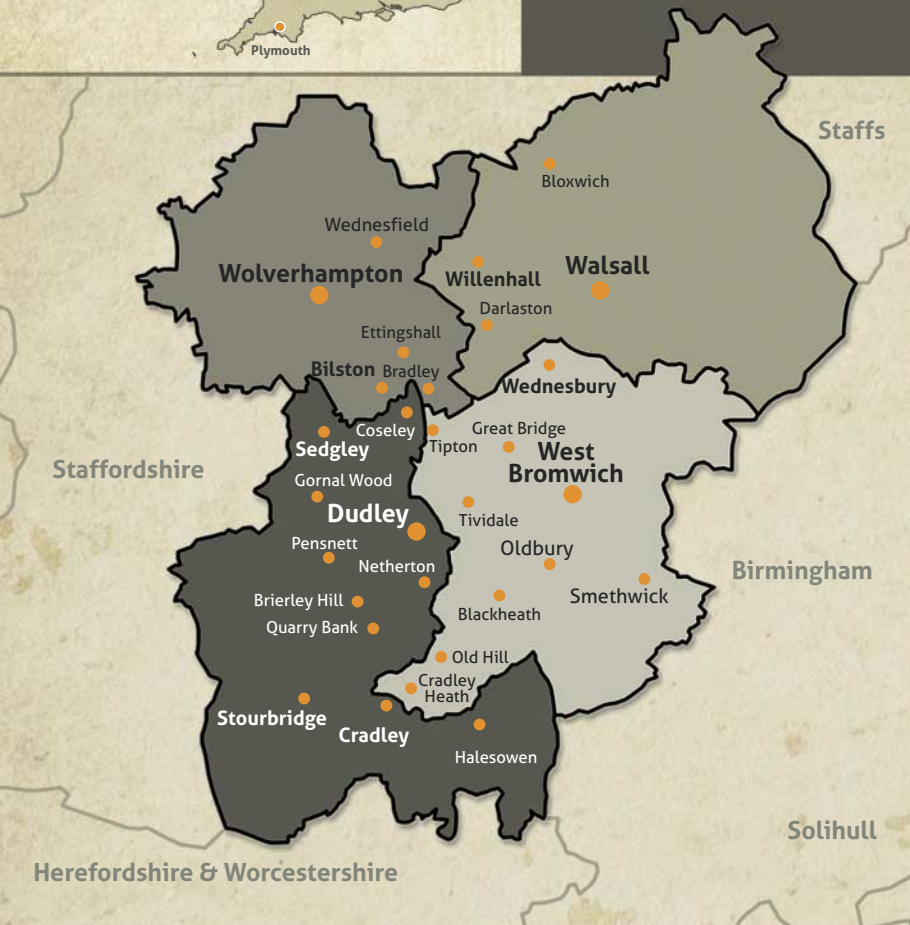 Plymouth
Staffs
Bloxwich
Wednesfield
Wolverhampton
Willenhall
Walsall
Darlaston
Ettingshall
Bilston
Bradley
Wednesbury
Coseley
Sedgley
Tipton
Great Bridge
West
Bromwich
Staffordshire
Gornal Wood
Dudley
Tividale
Pensnett
Oldbury
Netherton
Birmingham
Smethwick
Brierley Hill
Blackheath
Quarry Bank
Old Hill
Cradley
Heath
Stourbridge
Cradley
Halesowen
Solihull
Herefordshire & Worcestershire